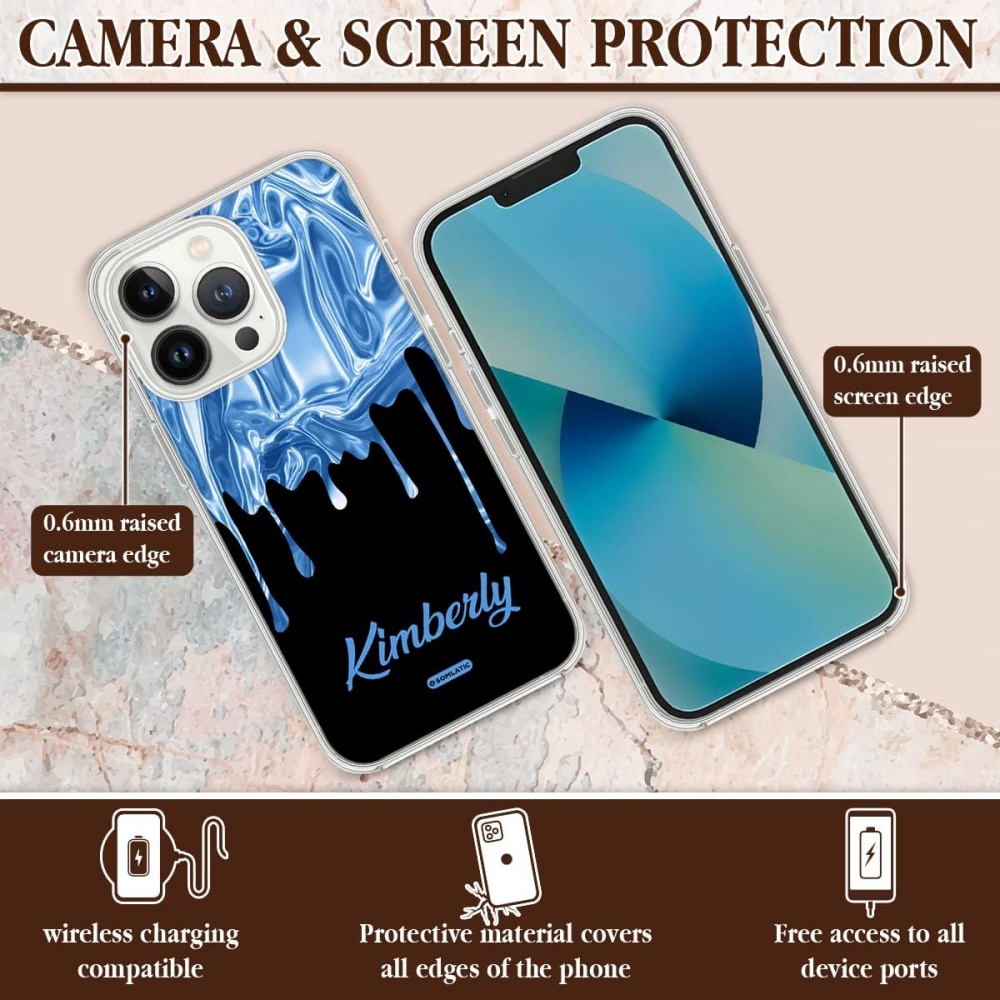 CAMERA & SCREEN PROTECTION
0.6mm raised
screen edge
0.6mm raised
camera edge
Kimberly
© SOMLATIC
wireless charging
compatible
Protective material covers
all edges of the phone
Free access to all
device ports